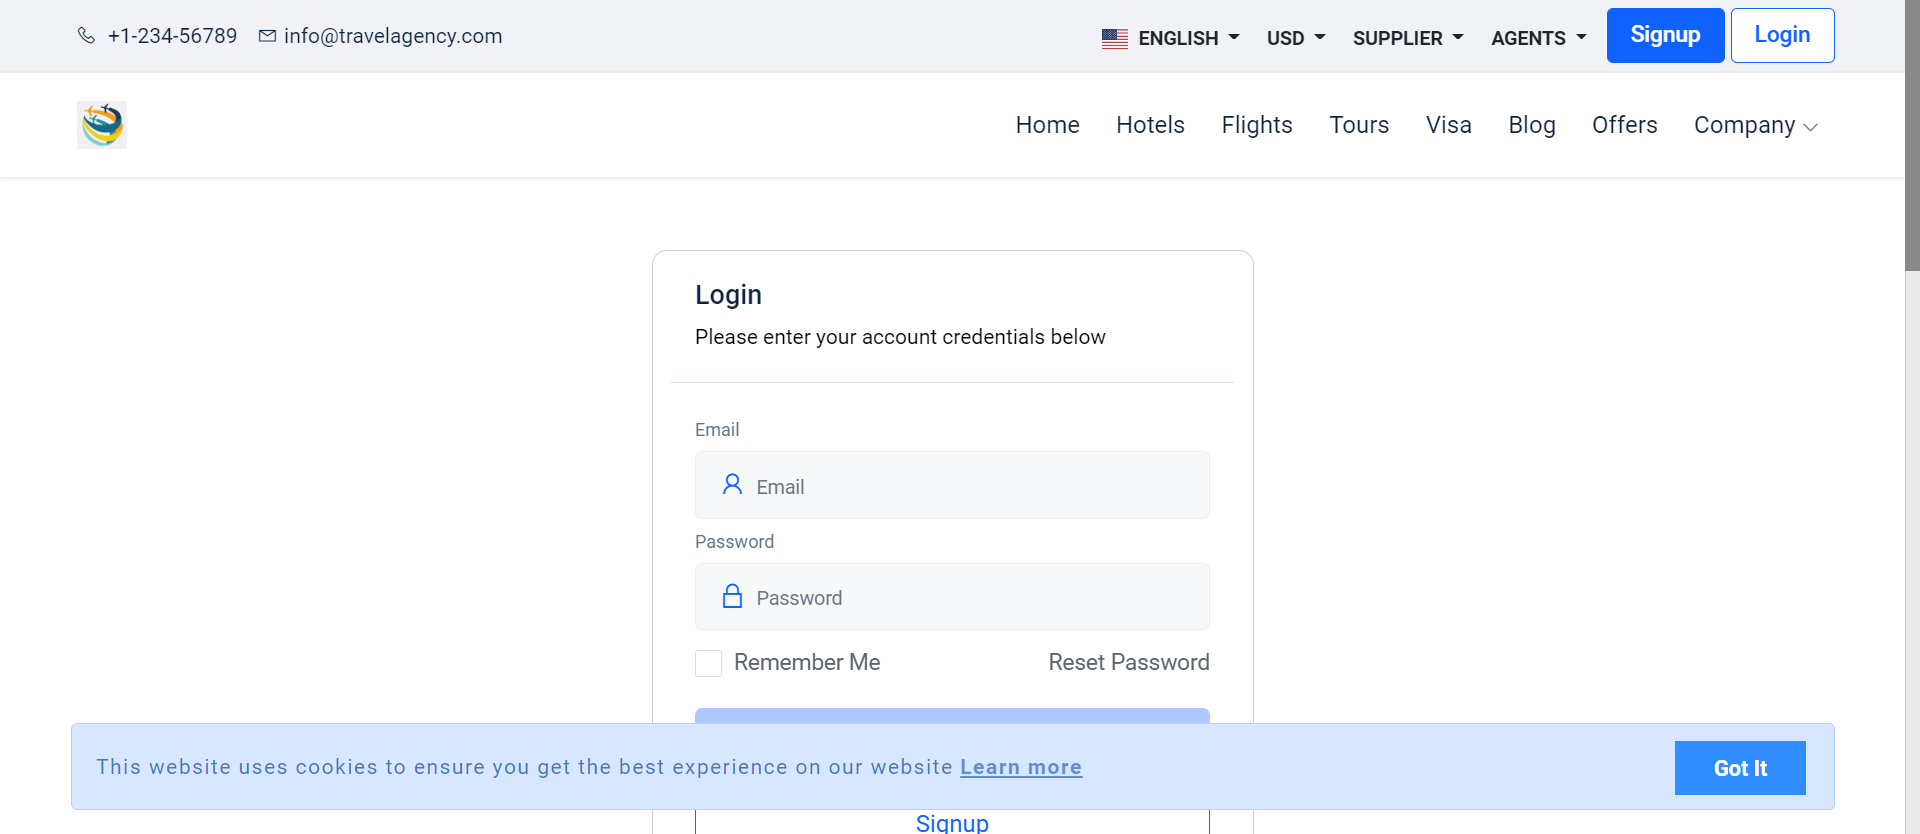 +1-234-56789 info@travelagency.com ENGLISH USD SUPPLIER AGENTS Signup Login
Home Hotels Flights Tours Visa Blog Offers Company
Login
Please enter your account credentials below
Email
Email
Password
Password
Remember Me Reset Password
This website uses cookies to ensure you get the best experience on our website Learn more Got It
Signup